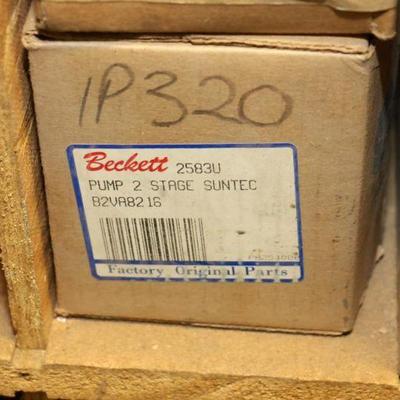 IP320
Beckett 2583U
PUMP 2 STAGE SUNTEC
B2VA8216
Factory Original Parts